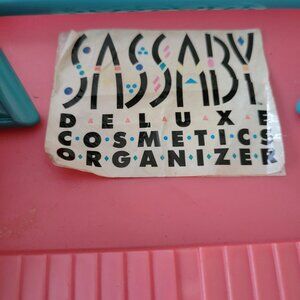 SASSABY
DELUXE
COSMETICS
ORGANIZER